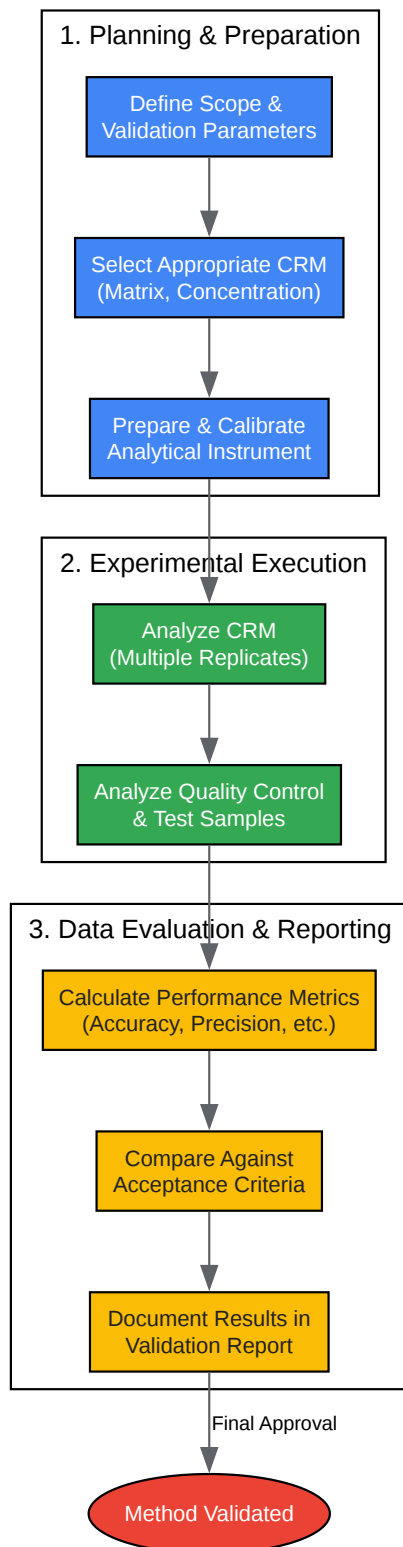 1. Planning & Preparation
Define Scope &
Validation Parameters
Select Appropriate CRM
(Matrix, Concentration)
Prepare & Calibrate
Analytical Instrument
2. Experimental Execution
Analyze CRM
(Multiple Replicates)
Analyze Quality Control
& Test Samples
3. Data Evaluation & Reporting
Calculate Performance Metrics
(Accuracy, Precision, etc.)
Compare Against
Acceptance Criteria
Document Results in
Validation Report
Final Approval
Method Validated